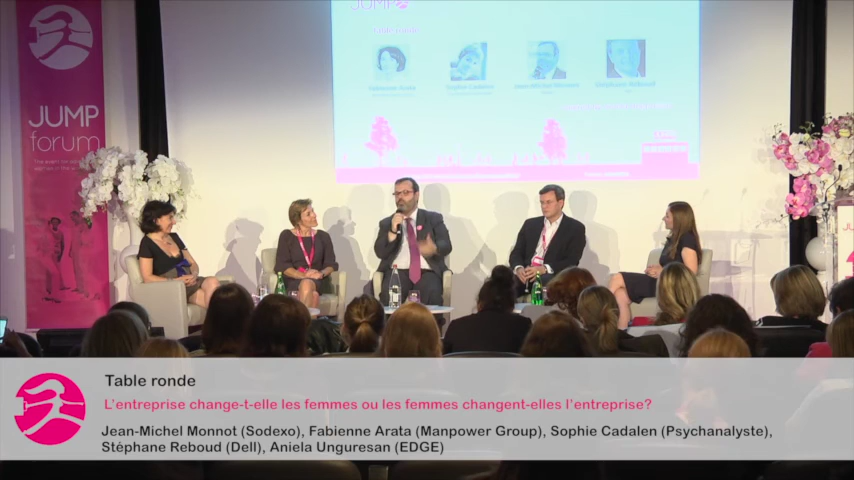 JUMP
Table ronde
JUMP
forum
Table ronde
L'entreprise change-t-elle les femmes ou les femmes changent-elles l'entreprise?
Jean-Michel Monnot (Sodexo), Fabienne Arata (Manpower Group), Sophie Cadalen (Psychanalyste),
Stéphane Reboud (Dell), Aniela Unguresan (EDGE)